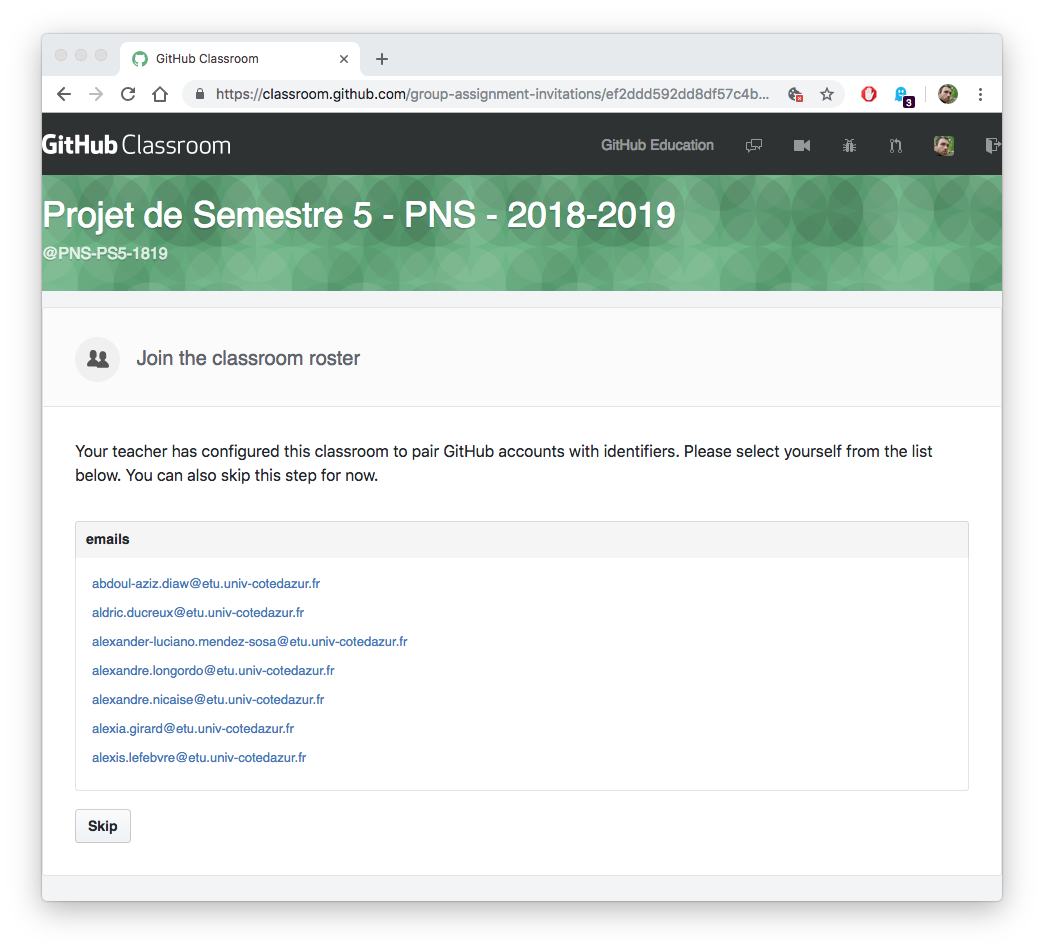 GitHub Classroom
https://classroom.github.com/group-assignment-invitations/ef2ddd592dd8df57c4b...
3
GitHub Classroom
GitHub Education
Projet de Semestre 5 - PNS - 2018-2019
@PNS-PS5-1819
Join the classroom roster
Your teacher has configured this classroom to pair GitHub accounts with identifiers. Please select yourself from the list
below. You can also skip this step for now.
emails
abdoul-aziz.diaw@etu.univ-cotedazur.fr
aldric.ducreux@etu.univ-cotedazur.fr
alexander-luciano.mendez-sosa@etu.univ-cotedazur.fr
alexandre.longordo@etu.univ-cotedazur.fr
alexandre.nicaise@etu.univ-cotedazur.fr
alexia.girard@etu.univ-cotedazur.fr
alexis.lefebvre@etu.univ-cotedazur.fr
Skip